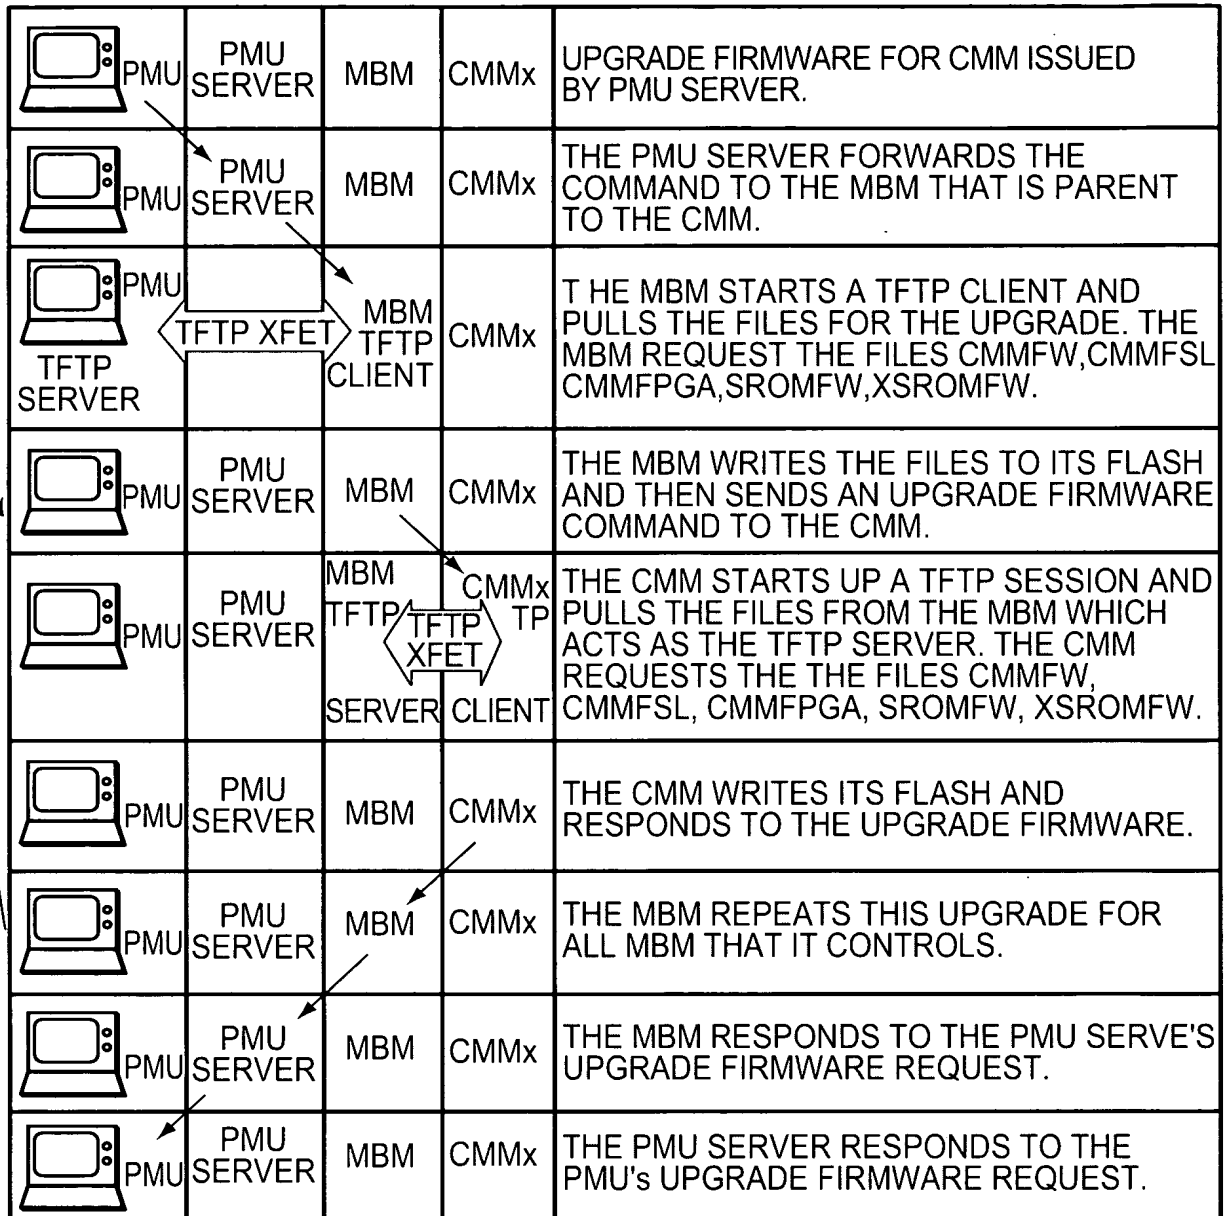 PMU
PMU
SERVER
MBM
CMMx
UPGRADE FIRMWARE FOR CMM ISSUED
BY PMU SERVER.
PMU
PMU
SERVER
MBM
CMMx
THE PMU SERVER FORWARDS THE
COMMAND TO THE MBM THAT IS PARENT
TO THE CMM.
PMU
TFTP
SERVER
TFTP XFET
MBM
TFTP
CLIENT
CMMx
T HE MBM STARTS A TFTP CLIENT AND
PULLS THE FILES FOR THE UPGRADE. THE
MBM REQUEST THE FILES CMMFW,CMMFSL
CMMFPGA,SROMFW,XSROMFW.
PMU
PMU
SERVER
MBM
CMMx
THE MBM WRITES THE FILES TO ITS FLASH
AND THEN SENDS AN UPGRADE FIRMWARE
COMMAND TO THE CMM.
PMU
PMU
SERVER
MBM
TFTP
SERVER
TFTP
XFET
CMMx
TP
CLIENT
THE CMM STARTS UP A TFTP SESSION AND
PULLS THE FILES FROM THE MBM WHICH
ACTS AS THE TFTP SERVER. THE CMM
REQUESTS THE THE FILES CMMFW,
CMMFSL, CMMFPGA, SROMFW, XSROMFW.
PMU
PMU
SERVER
MBM
CMMx
THE CMM WRITES ITS FLASH AND
RESPONDS TO THE UPGRADE FIRMWARE.
PMU
PMU
SERVER
MBM
CMMx
THE MBM REPEATS THIS UPGRADE FOR
ALL MBM THAT IT CONTROLS.
PMU
PMU
SERVER
MBM
CMMx
THE MBM RESPONDS TO THE PMU SERVE'S
UPGRADE FIRMWARE REQUEST.
PMU
PMU
SERVER
MBM
CMMx
THE PMU SERVER RESPONDS TO THE
PMU's UPGRADE FIRMWARE REQUEST.